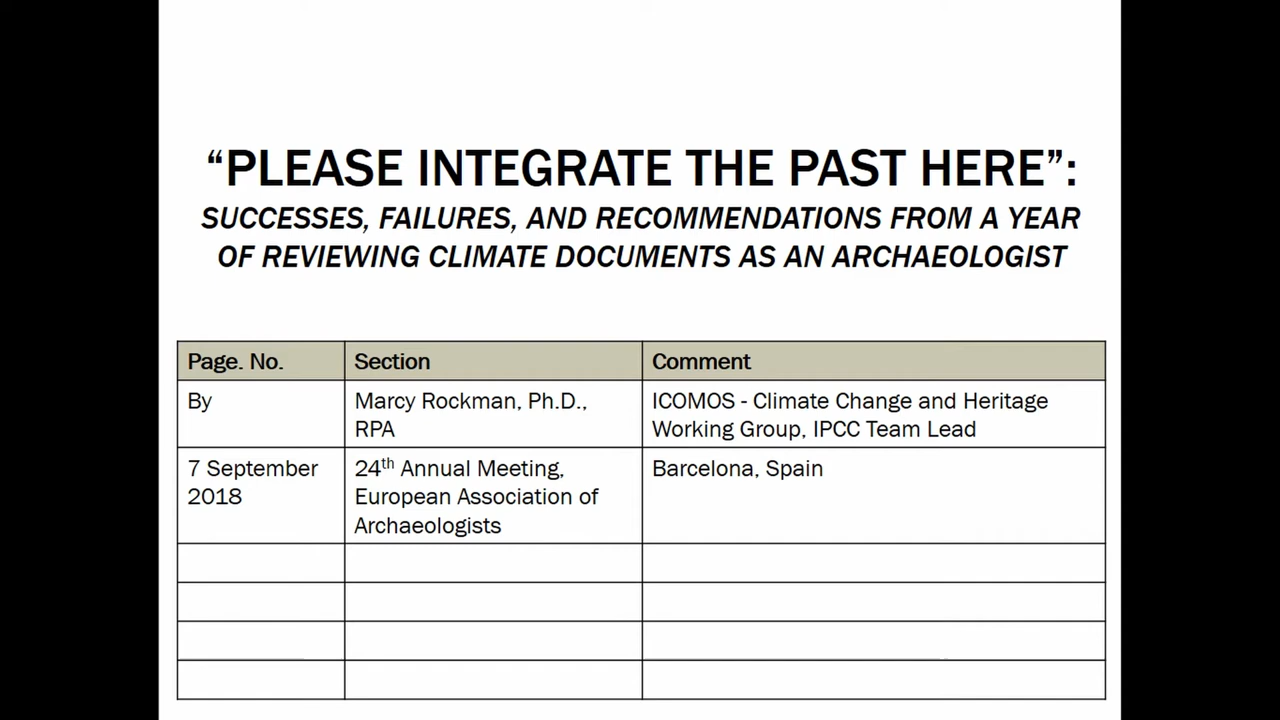 “PLEASE INTEGRATE THE PAST HERE”:
SUCCESSES, FAILURES, AND RECOMMENDATIONS FROM A YEAR
OF REVIEWING CLIMATE DOCUMENTS AS AN ARCHAEOLOGIST
Page. No.
Section
Comment
By
Marcy Rockman, Ph.D.,
RPA
ICOMOS - Climate Change and Heritage
Working Group, IPCC Team Lead
7 September
2018
24th Annual Meeting,
European Association of
Archaeologists
Barcelona, Spain